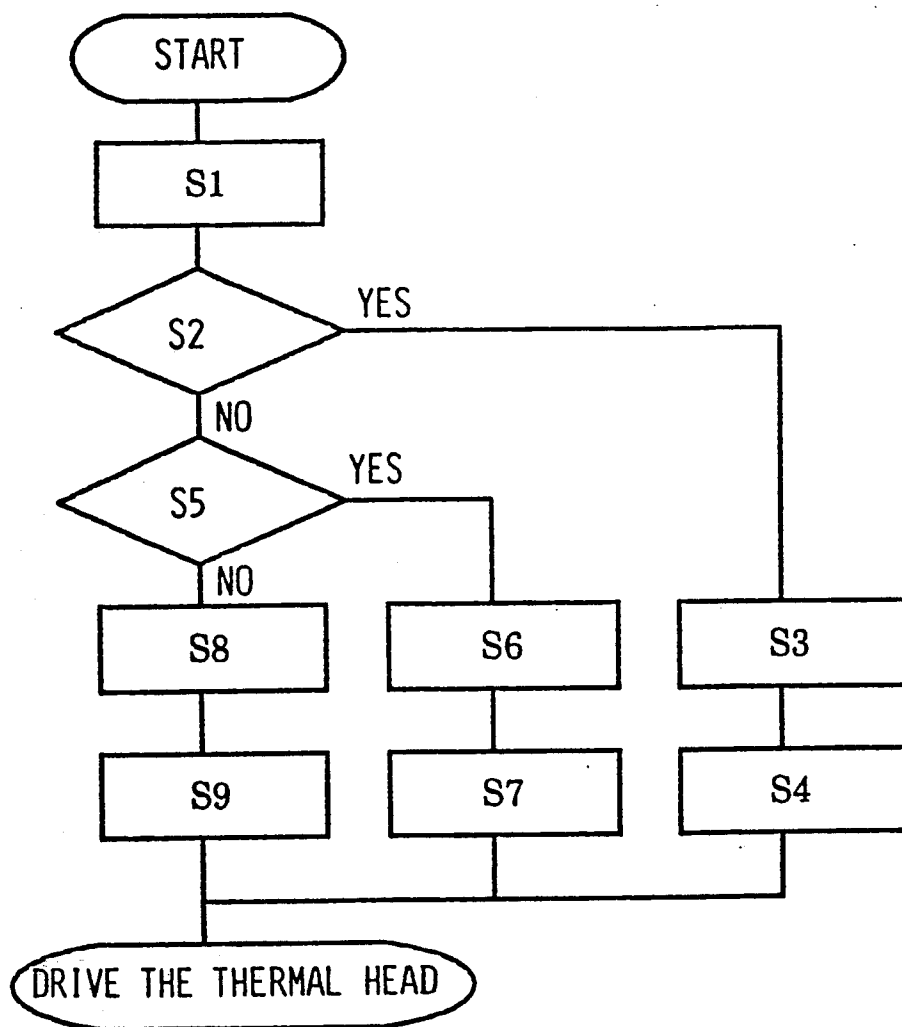 START
S1
S2
YES
NO
S5
YES
NO
S8
S6
S3
S9
S7
S4
DRIVE THE THERMAL HEAD